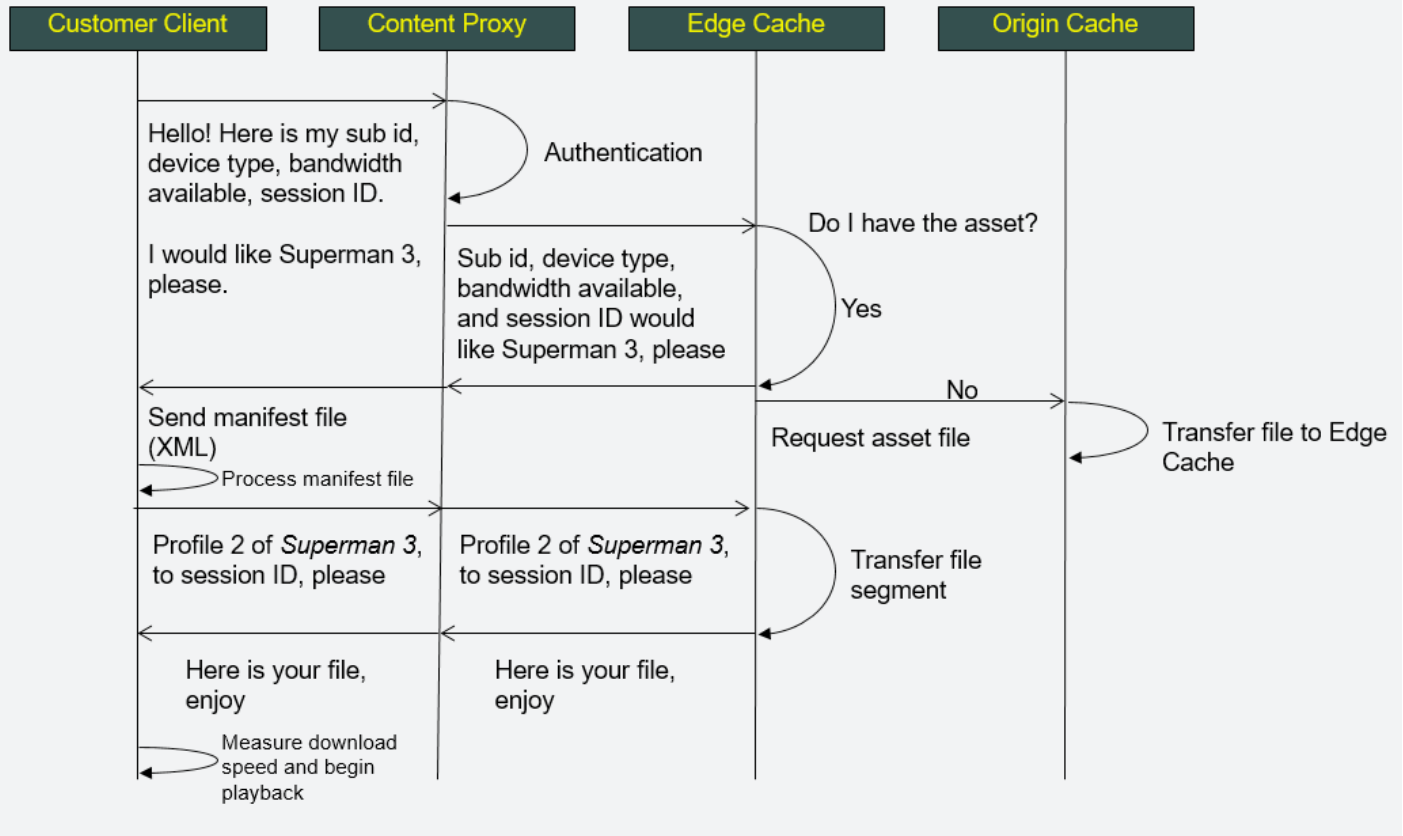 Customer Client
Content Proxy
Edge Cache
Origin Cache
Hello! Here is my sub id,
device type, bandwidth
available, session ID.
I would like Superman 3,
please.
Authentication
Sub id, device type,
bandwidth available,
and session ID would
like Superman 3, please
Do I have the asset?
Yes
No
Request asset file
Transfer file to Edge
Cache
Send manifest file
(XML)
Process manifest file
Profile 2 of Superman 3,
to session ID, please
Profile 2 of Superman 3,
to session ID, please
Transfer file
segment
Here is your file,
enjoy
Here is your file,
enjoy
Measure download
speed and begin
playback